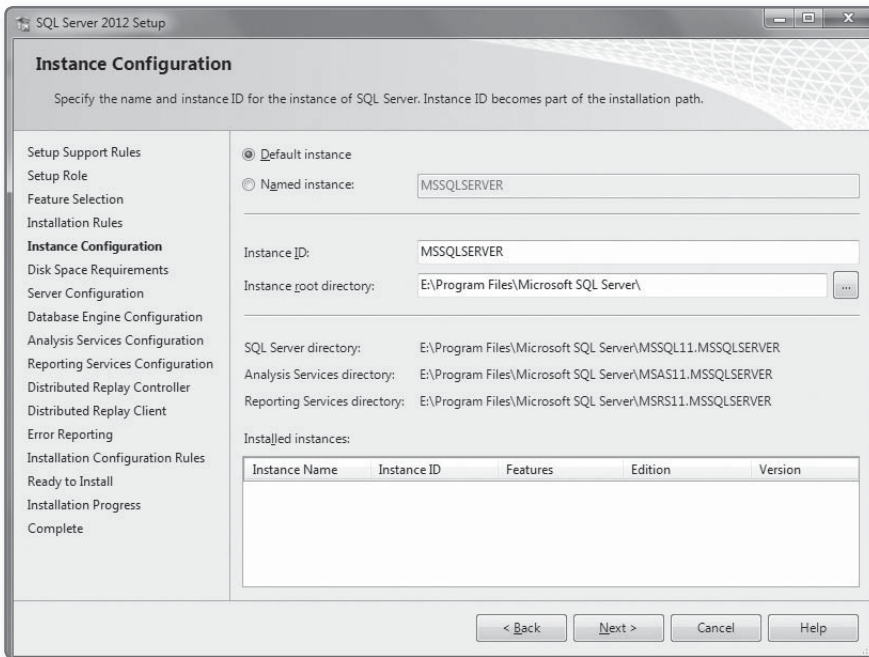 SQL Server 2012 Setup
Instance Configuration
Specify the name and instance ID for the instance of SQL Server. Instance ID becomes part of the installation path.
Setup Support Rules
Setup Role
Feature Selection
Installation Rules
Instance Configuration
Disk Space Requirements
Server Configuration
Database Engine Configuration
Analysis Services Configuration
Reporting Services Configuration
Distributed Replay Controller
Distributed Replay Client
Error Reporting
Installation Configuration Rules
Ready to Install
Installation Progress
Complete
Default instance
Named instance: MSSQLSERVER
Instance ID: MSSQLSERVER
Instance root directory: E:\Program Files\Microsoft SQL Server\ ...
SQL Server directory: E:\Program Files\Microsoft SQL Server\MSSQL11.MSSQLSERVER
Analysis Services directory: E:\Program Files\Microsoft SQL Server\MSAS11.MSSQLSERVER
Reporting Services directory: E:\Program Files\Microsoft SQL Server\MSRS11.MSSQLSERVER
Installed instances:
Instance Name Instance ID Features Edition Version
< Back Next > Cancel Help